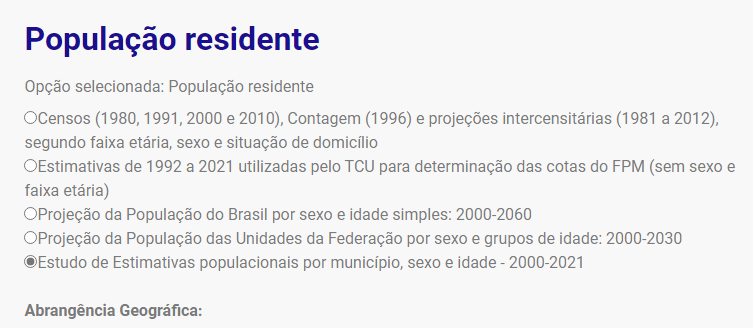 População residente
Opção selecionada: População residente
Censos (1980, 1991, 2000 e 2010), Contagem (1996) e projeções intercensitárias (1981 a 2012),
segundo faixa etária, sexo e situação de domicílio
Estimativas de 1992 a 2021 utilizadas pelo TCU para determinação das cotas do FPM (sem sexo e
faixa etária)
Projeção da População do Brasil por sexo e idade simples: 2000-2060
Projeção da População das Unidades da Federação por sexo e grupos de idade: 2000-2030
Estudo de Estimativas populacionais por município, sexo e idade - 2000-2021
Abrangência Geográfica: